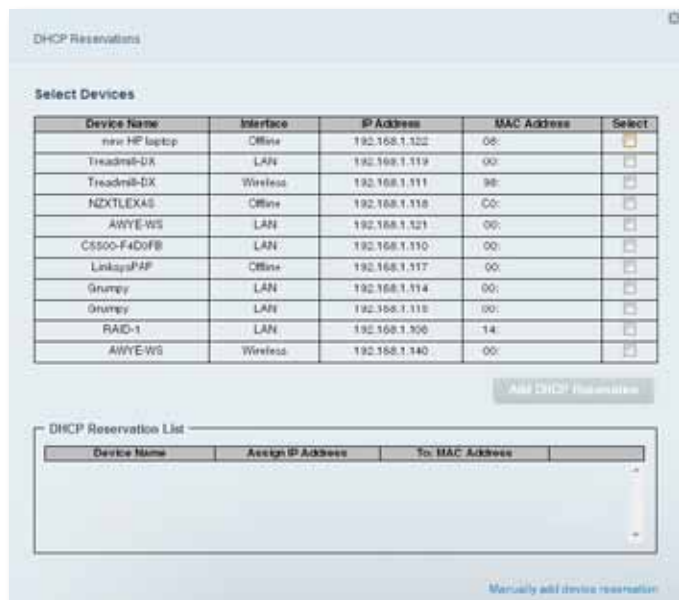 DHCP Reservations
Select Devices
Device Name Interface IP Address MAC Address Select
new HP laptop Offline 192.168.1.122 08:
Treadmill-DX LAN 192.168.1.119 00:
Treadmill-DX Wireless 192.168.1.111 98:
NZXTLEXAS Offline 192.168.1.118 C0:
AWYE-WS LAN 192.168.1.121 00:
C5500-F4D0FB LAN 192.168.1.110 00:
LinksysPAP Offline 192.168.1.117 00:
Grumpy LAN 192.168.1.114 00:
Grumpy LAN 00:
RAID-1 LAN 192.168.1.106 14:
AWYE-WS Wireless 192.168.1.140 00:
Add DHCP Reservation
DHCP Reservation List
Device Name Assign IP Address To: MAC Address
Manually add device reservation